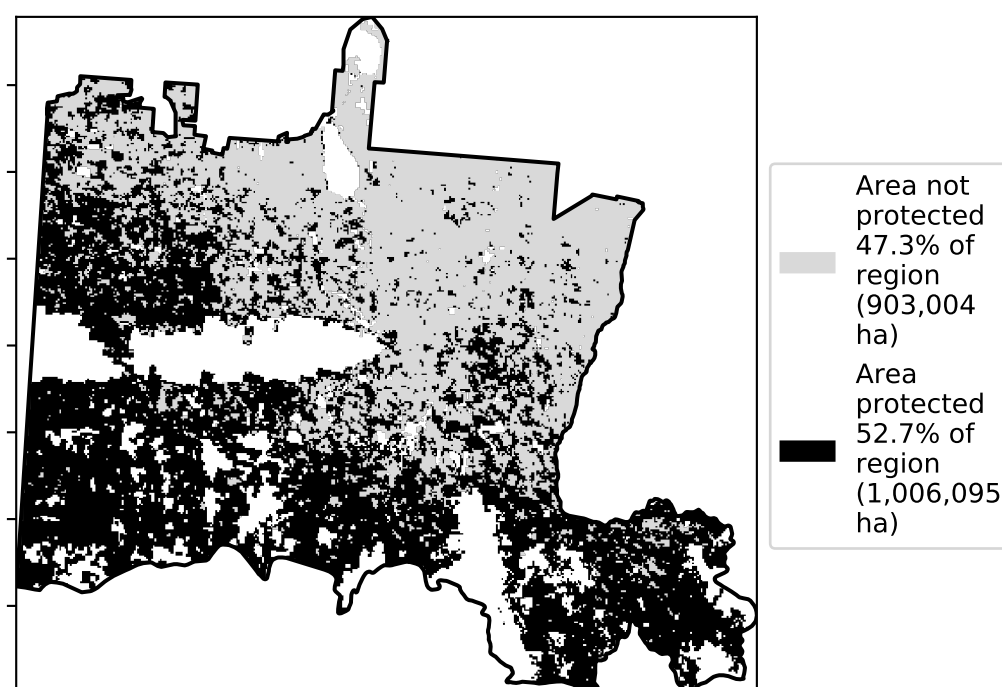 Area not
protected
47.3% of
region
(903,004
ha)
Area
protected
52.7% of
region
(1,006,095
ha)